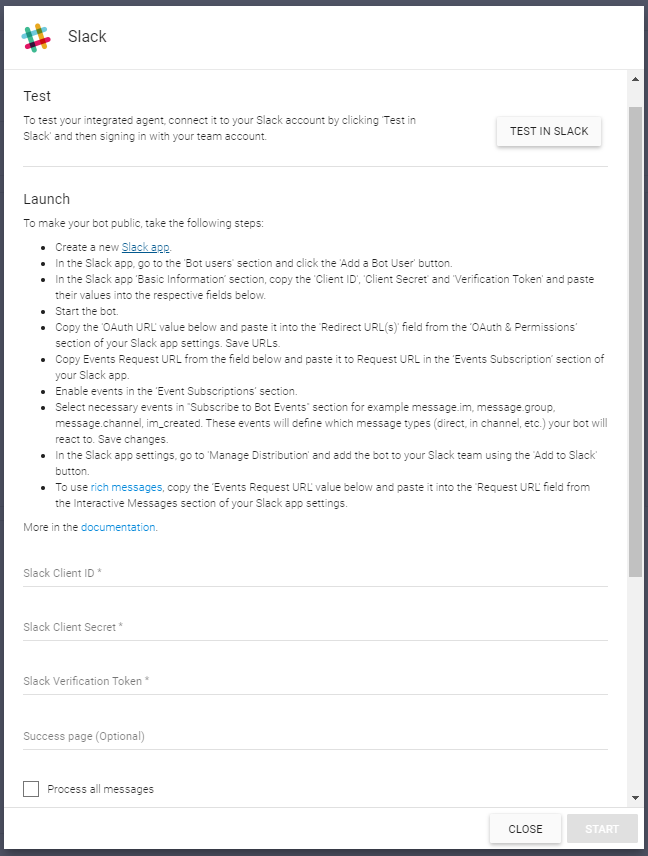 Slack
Test
To test your integrated agent, connect it to your Slack account by clicking 'Test in
Slack' and then signing in with your team account.
TEST IN SLACK
Launch
To make your bot public, take the following steps:
Create a new Slack app.
In the Slack app, go to the 'Bot users' section and click the 'Add a Bot User' button.
In the Slack app 'Basic Information' section, copy the 'Client ID', 'Client Secret' and 'Verification Token' and paste
their values into the respective fields below.
Start the bot.
Copy the 'OAuth URL' value below and paste it into the 'Redirect URL(s)' field from the 'OAuth & Permissions'
section of your Slack app settings. Save URLs.
Copy Events Request URL from the field below and paste it to Request URL in the 'Events Subscription' section of
your Slack app.
Enable events in the 'Event Subscriptions' section.
Select necessary events in "Subscribe to Bot Events" section for example message.im, message.group,
message.channel, im_created. These events will define which message types (direct, in channel, etc.) your bot will
react to. Save changes.
In the Slack app settings, go to 'Manage Distribution' and add the bot to your Slack team using the 'Add to Slack'
button.
To use rich messages, copy the 'Events Request URL' value below and paste it into the 'Request URL' field from
the Interactive Messages section of your Slack app settings.
More in the documentation.
Slack Client ID *
Slack Client Secret *
Slack Verification Token *
Success page (Optional)
Process all messages
CLOSE
START